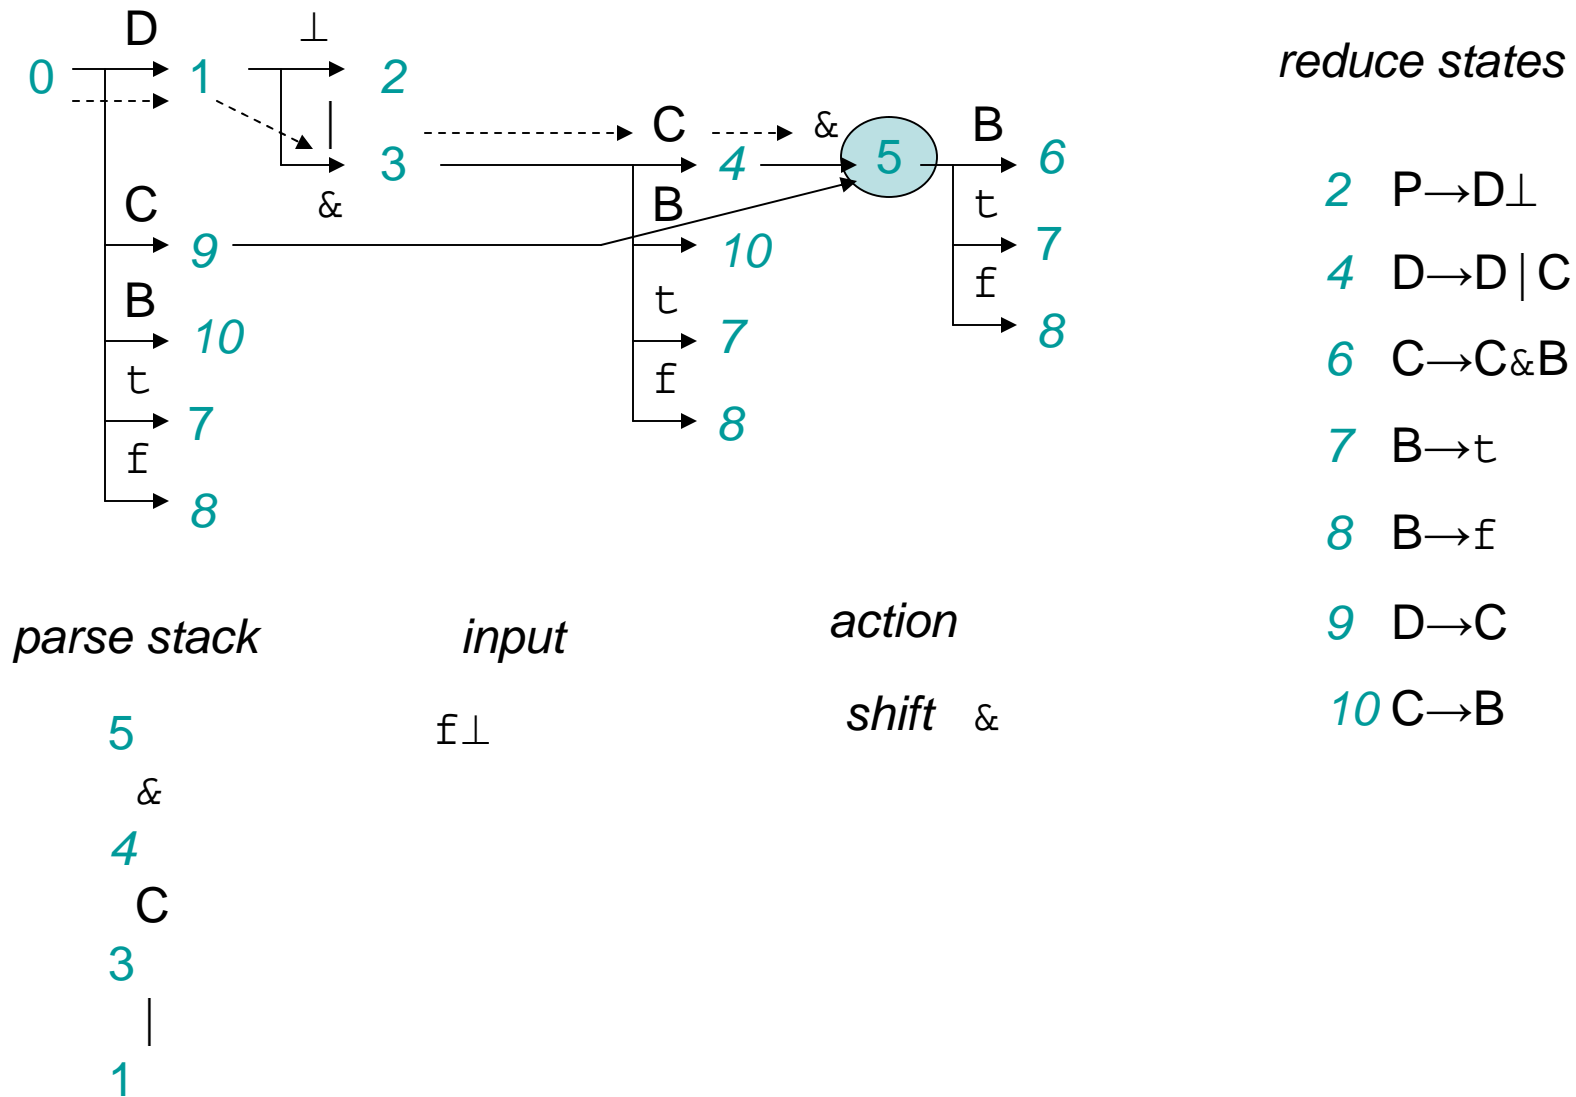 D ⊥
0 1 2
|
3
&
C &
4 5
B
6
C
9
B
10
t
7
B
10
t
7
f
8
t
7
f
8
f
8
reduce states
2 P→D⊥
4 D→D|C
6 C→C&B
7 B→t
8 B→f
9 D→C
10 C→B
parse stack input action
5 f⊥ shift &
&
4
C
3
|
1